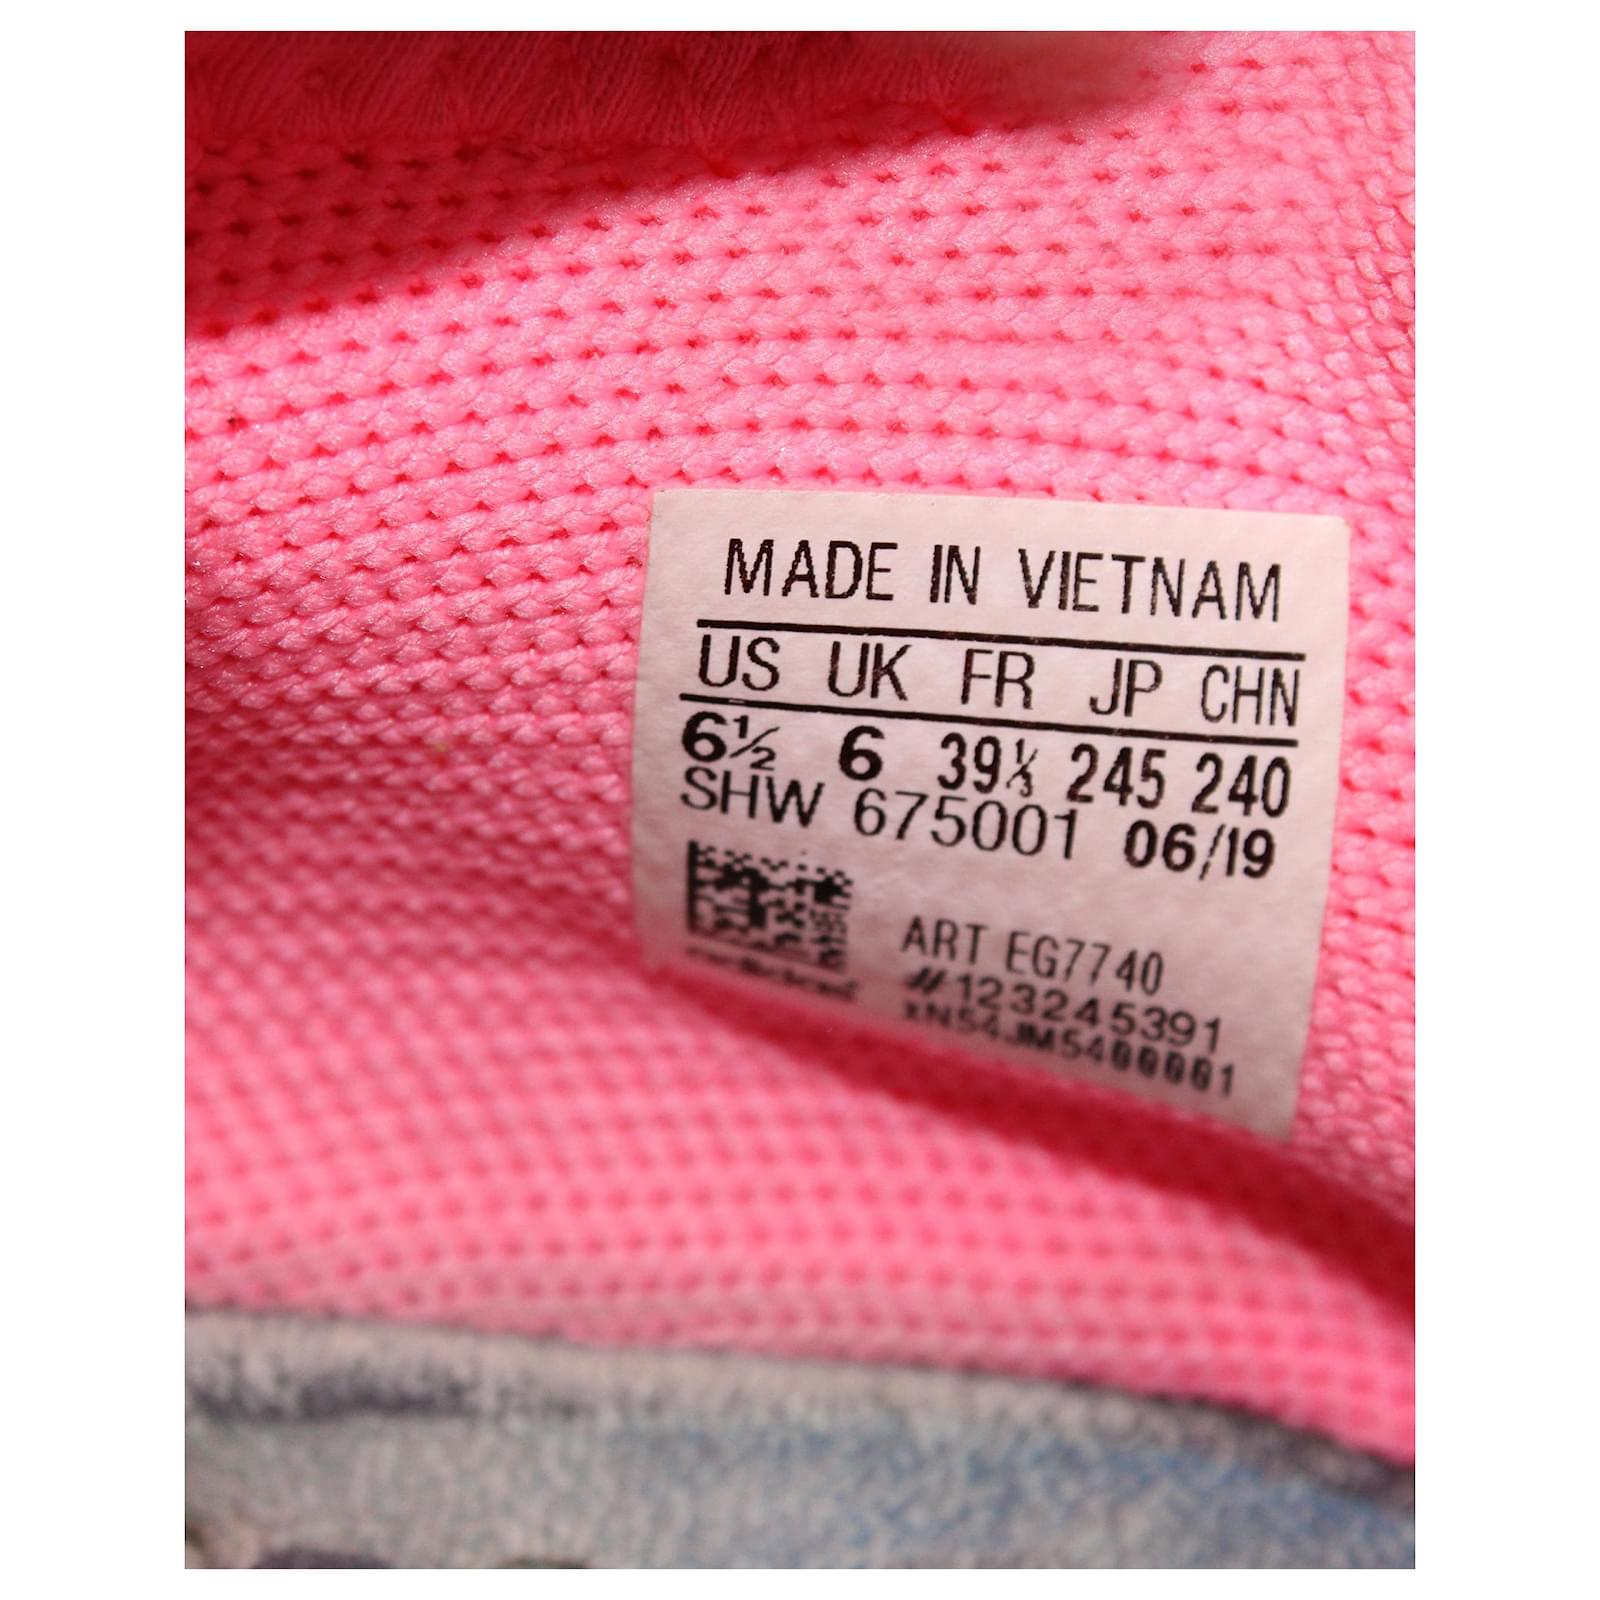 MADE IN VIETNAM
US UK FR JP CHN
6½ 6 39⅓ 245 240
SHW 675001 06/19
ART EG7740
adidas
#123245391